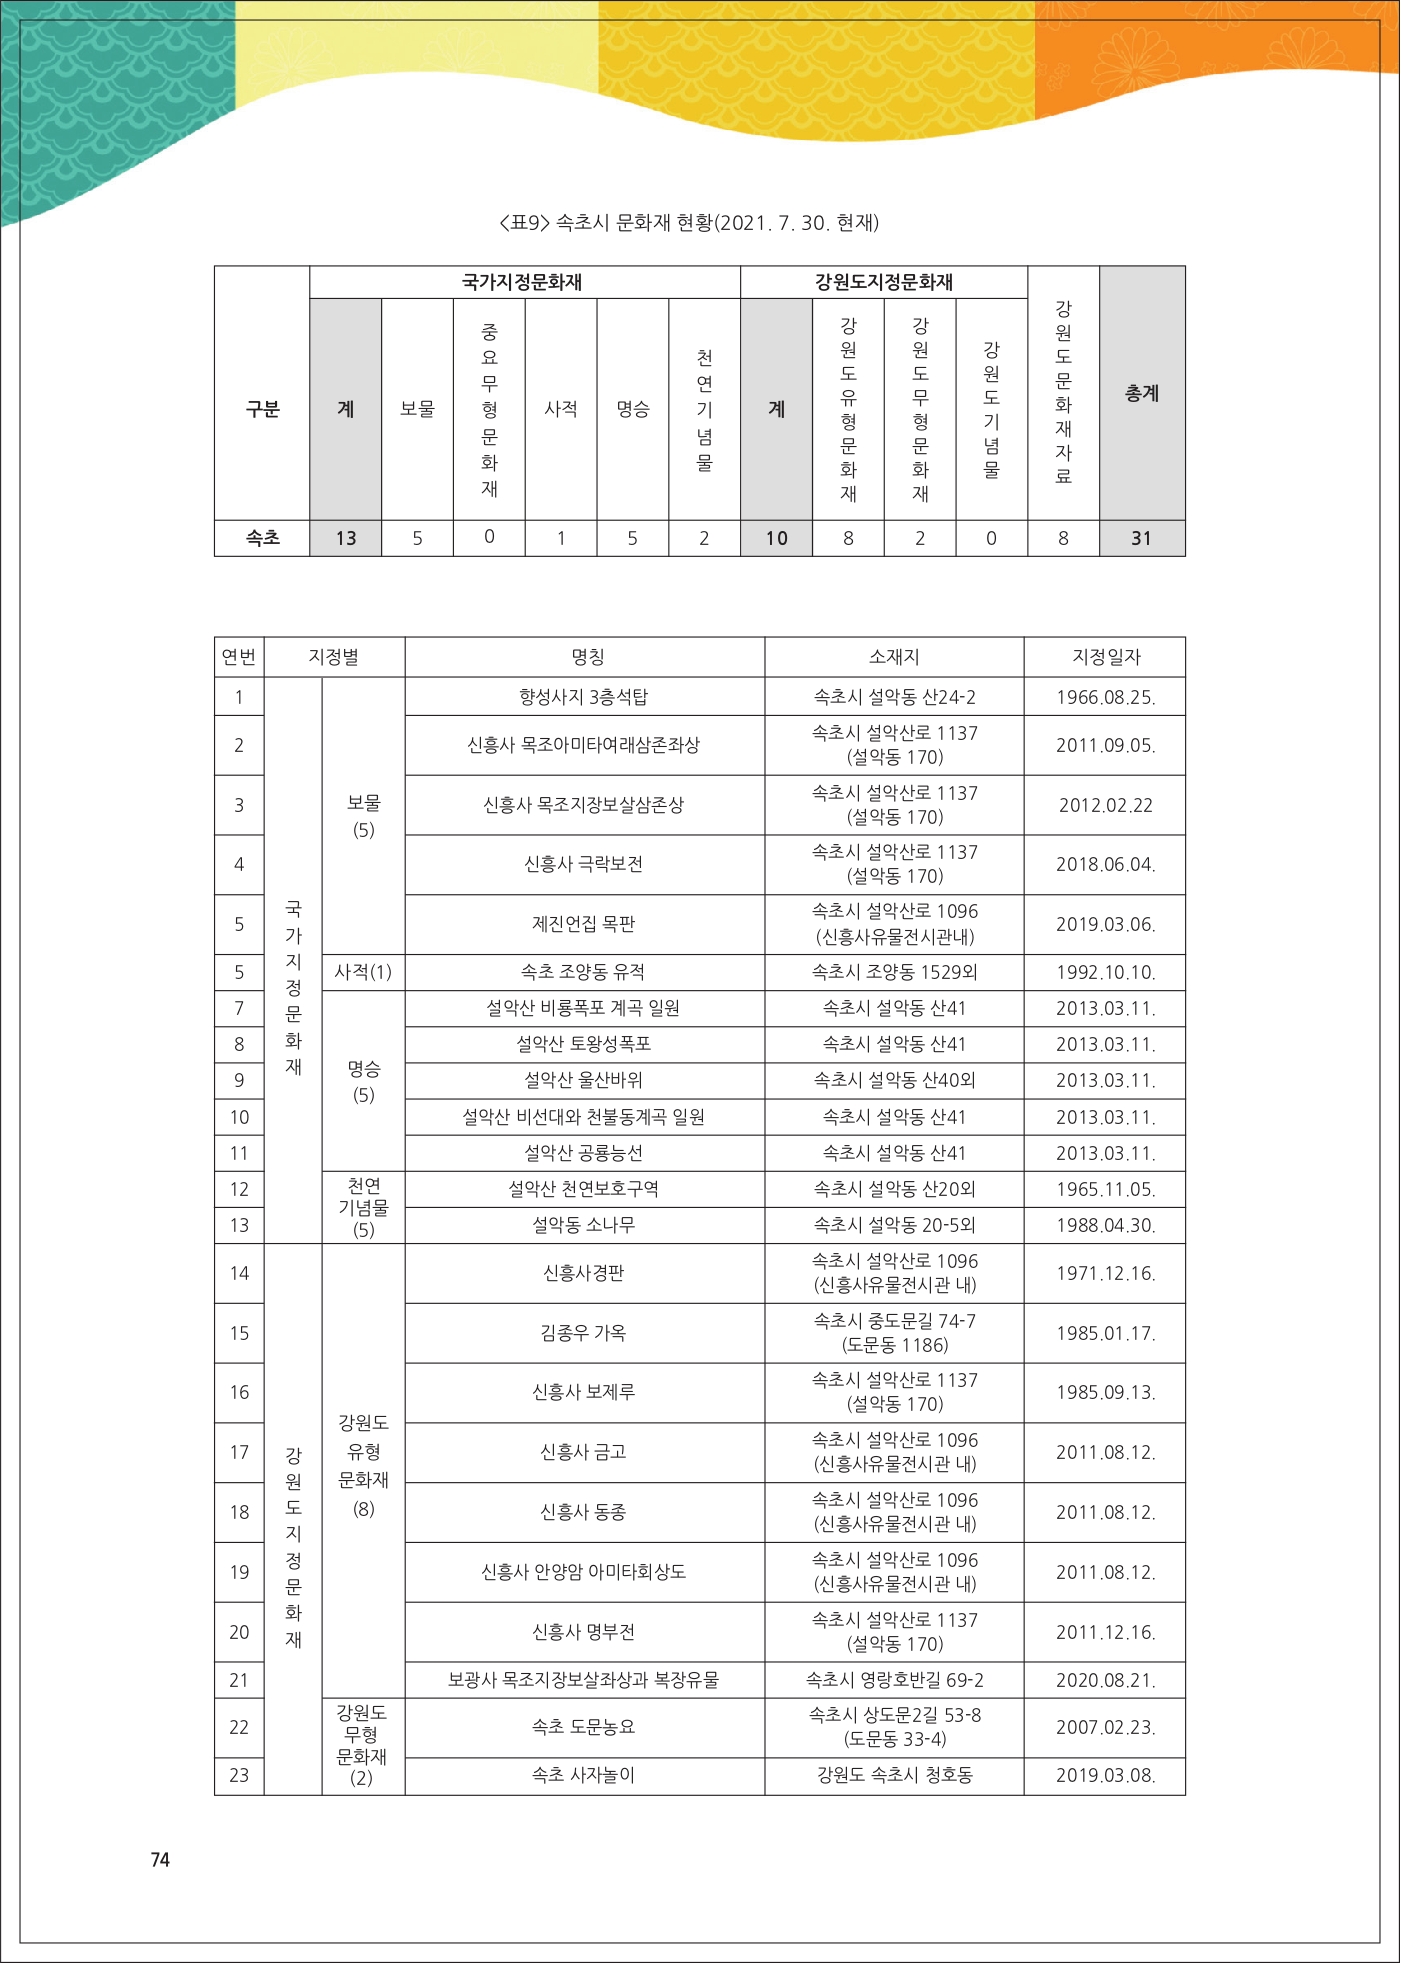 <표9> 속초시 문화재 현황(2021. 7. 30. 현재)
구분 국가지정문화재 강원도지정문화재 강원도문화재자료 총계
계 보물 중요무형문화재 사적 명승 천연기념물 계 강원도유형문화재 강원도무형문화재 강원도기념물
속초 13 5 0 1 5 2 10 8 2 0 8 31
연번 지정별 명칭 소재지 지정일자
국가지정문화재
보물
(5)
1 향성사지 3층석탑 속초시 설악동 산24-2 1966.08.25.
2 신흥사 목조아미타여래삼존좌상 속초시 설악산로 1137
(설악동 170) 2011.09.05.
3 신흥사 목조지장보살삼존상 속초시 설악산로 1137
(설악동 170) 2012.02.22
4 신흥사 극락보전 속초시 설악산로 1137
(설악동 170) 2018.06.04.
5 제진언집 목판 속초시 설악산로 1096
(신흥사유물전시관내) 2019.03.06.
5 사적(1) 속초 조양동 유적 속초시 조양동 1529외 1992.10.10.
명승
(5)
7 설악산 비룡폭포 계곡 일원 속초시 설악동 산41 2013.03.11.
8 설악산 토왕성폭포 속초시 설악동 산41 2013.03.11.
9 설악산 울산바위 속초시 설악동 산40외 2013.03.11.
10 설악산 비선대와 천불동계곡 일원 속초시 설악동 산41 2013.03.11.
11 설악산 공룡능선 속초시 설악동 산41 2013.03.11.
천연
기념물
(5)
12 설악산 천연보호구역 속초시 설악동 산20외 1965.11.05.
13 설악동 소나무 속초시 설악동 20-5외 1988.04.30.
강원도지정문화재
강원도
유형
문화재
(8)
14 신흥사경판 속초시 설악산로 1096
(신흥사유물전시관 내) 1971.12.16.
15 김종우 가옥 속초시 중도문길 74-7
(도문동 1186) 1985.01.17.
16 신흥사 보제루 속초시 설악산로 1137
(설악동 170) 1985.09.13.
17 신흥사 금고 속초시 설악산로 1096
(신흥사유물전시관 내) 2011.08.12.
18 신흥사 동종 속초시 설악산로 1096
(신흥사유물전시관 내) 2011.08.12.
19 신흥사 안양암 아미타회상도 속초시 설악산로 1096
(신흥사유물전시관 내) 2011.08.12.
20 신흥사 명부전 속초시 설악산로 1137
(설악동 170) 2011.12.16.
21 보광사 목조지장보살좌상과 복장유물 속초시 영랑호반길 69-2 2020.08.21.
강원도
무형
문화재
(2)
22 속초 도문농요 속초시 상도문2길 53-8
(도문동 33-4) 2007.02.23.
23 속초 사자놀이 강원도 속초시 청호동 2019.03.08.
74